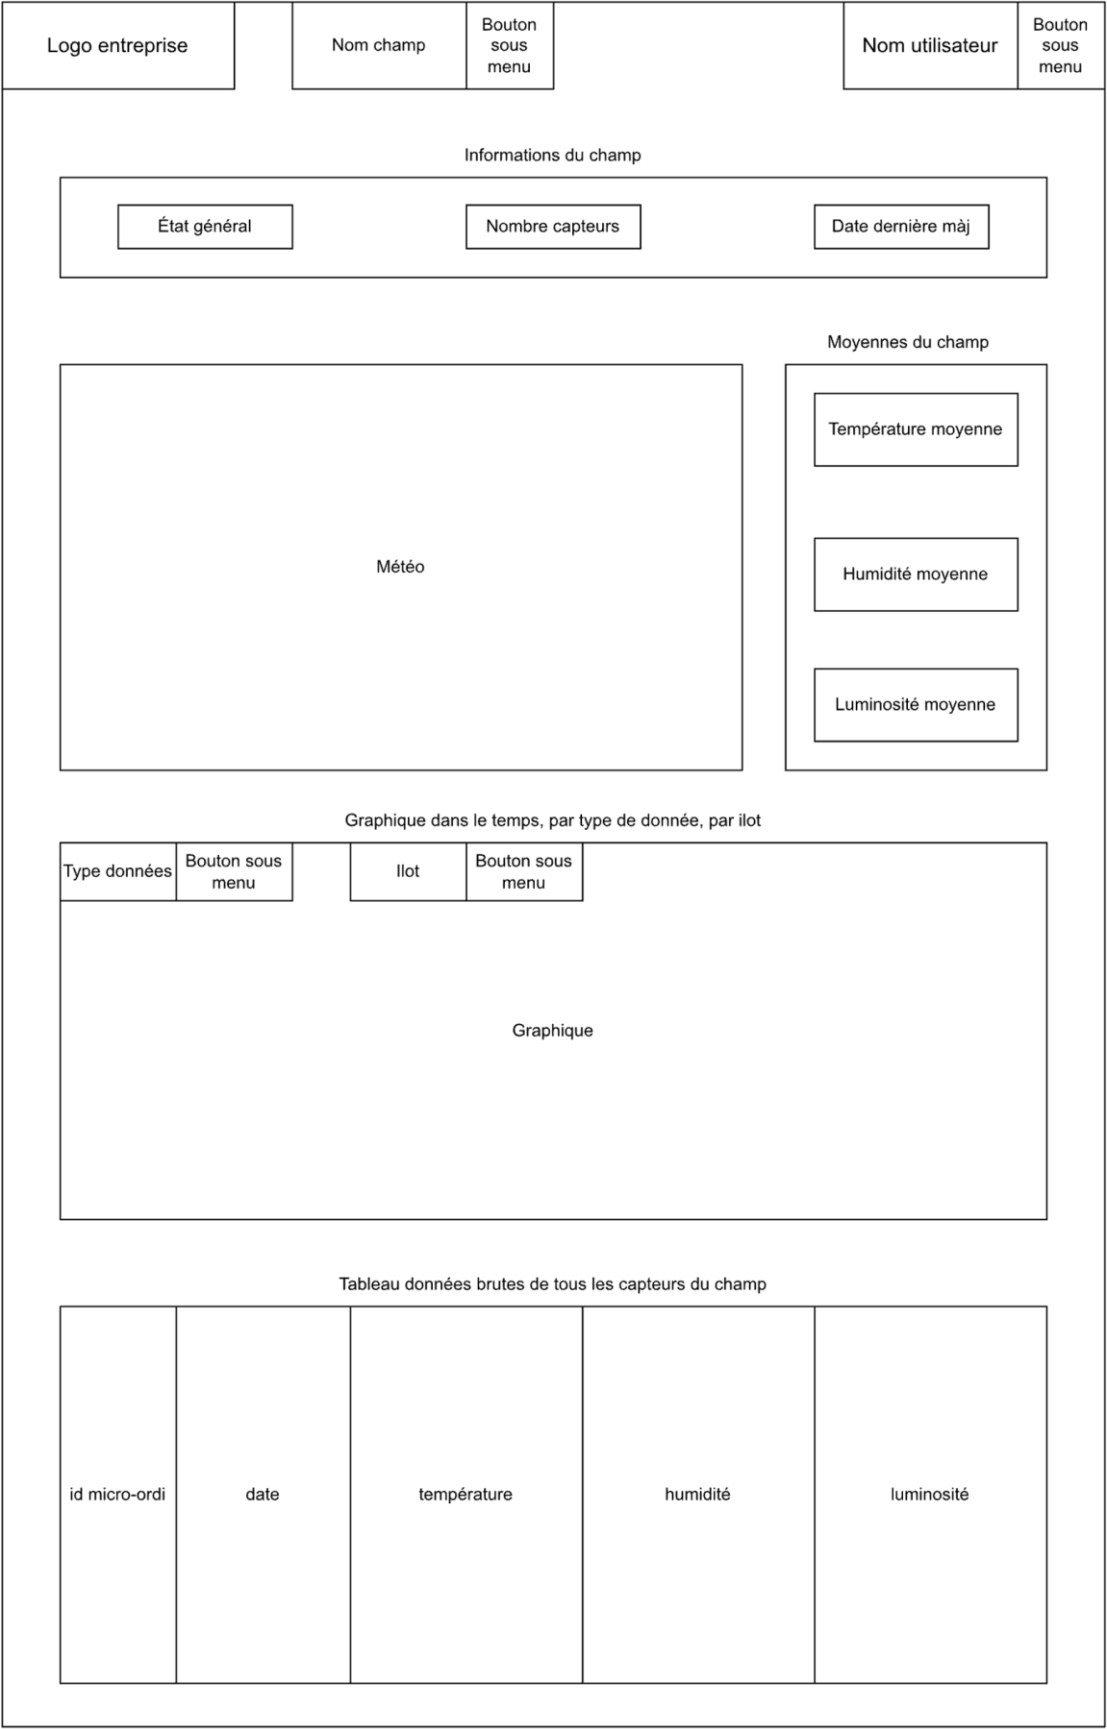 Logo entreprise
Nom champ
Bouton
sous
menu
Nom utilisateur
Bouton
sous
menu
Informations du champ
État général
Nombre capteurs
Date dernière màj
Moyennes du champ
Météo
Température moyenne
Humidité moyenne
Luminosité moyenne
Graphique dans le temps, par type de donnée, par ilot
Type données
Bouton sous
menu
Ilot
Bouton sous
menu
Graphique
Tableau données brutes de tous les capteurs du champ
id micro-ordi
date
température
humidité
luminosité